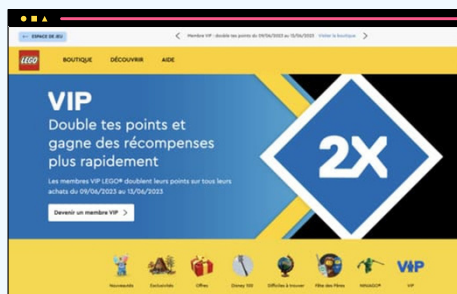 ← ESPACE DE JEU
Membre VIP : double tes points du 09/06/2023 au 13/06/2023 Visiter la boutique
LEGO
BOUTIQUE DÉCOUVRIR AIDE
VIP
Double tes points et
gagne des récompenses
plus rapidement
Les membres VIP LEGO® doublent leurs points sur tous leurs
achats du 09/06/2023 au 13/06/2023
Devenir un membre VIP >
2X
Nouveautés Exclusivités Offres Disney 100 Difficiles à trouver Fête des Pères NINJAGO® VIP
VIP